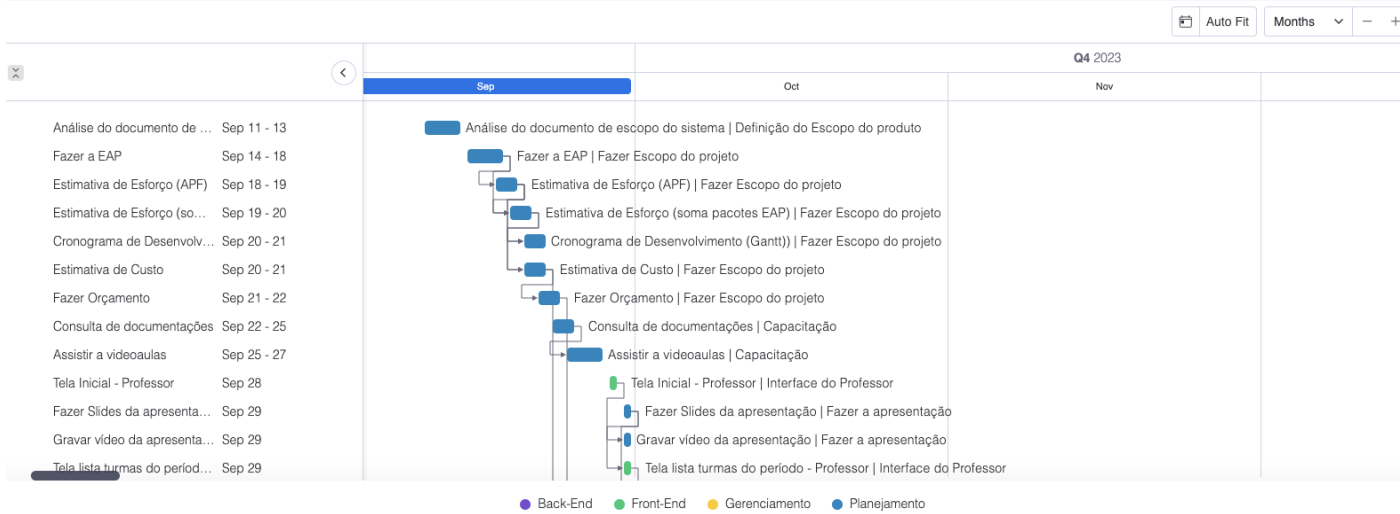 Auto Fit Months
Q4 2023
Sep Oct Nov
Análise do documento de ... Sep 11 - 13 Análise do documento de escopo do sistema | Definição do Escopo do produto
Fazer a EAP Sep 14 - 18 Fazer a EAP | Fazer Escopo do projeto
Estimativa de Esforço (APF) Sep 18 - 19 Estimativa de Esforço (APF) | Fazer Escopo do projeto
Estimativa de Esforço (so... Sep 19 - 20 Estimativa de Esforço (soma pacotes EAP) | Fazer Escopo do projeto
Cronograma de Desenvolv... Sep 20 - 21 Cronograma de Desenvolvimento (Gantt)) | Fazer Escopo do projeto
Estimativa de Custo Sep 20 - 21 Estimativa de Custo | Fazer Escopo do projeto
Fazer Orçamento Sep 21 - 22 Fazer Orçamento | Fazer Escopo do projeto
Consulta de documentações Sep 22 - 25 Consulta de documentações | Capacitação
Assistir a videoaulas Sep 25 - 27 Assistir a videoaulas | Capacitação
Tela Inicial - Professor Sep 28 Tela Inicial - Professor | Interface do Professor
Fazer Slides da apresenta... Sep 29 Fazer Slides da apresentação | Fazer a apresentação
Gravar vídeo da apresenta... Sep 29 Gravar vídeo da apresentação | Fazer a apresentação
Tela lista turmas do períod... Sep 29 Tela lista turmas do período - Professor | Interface do Professor
Back-End Front-End Gerenciamento Planejamento